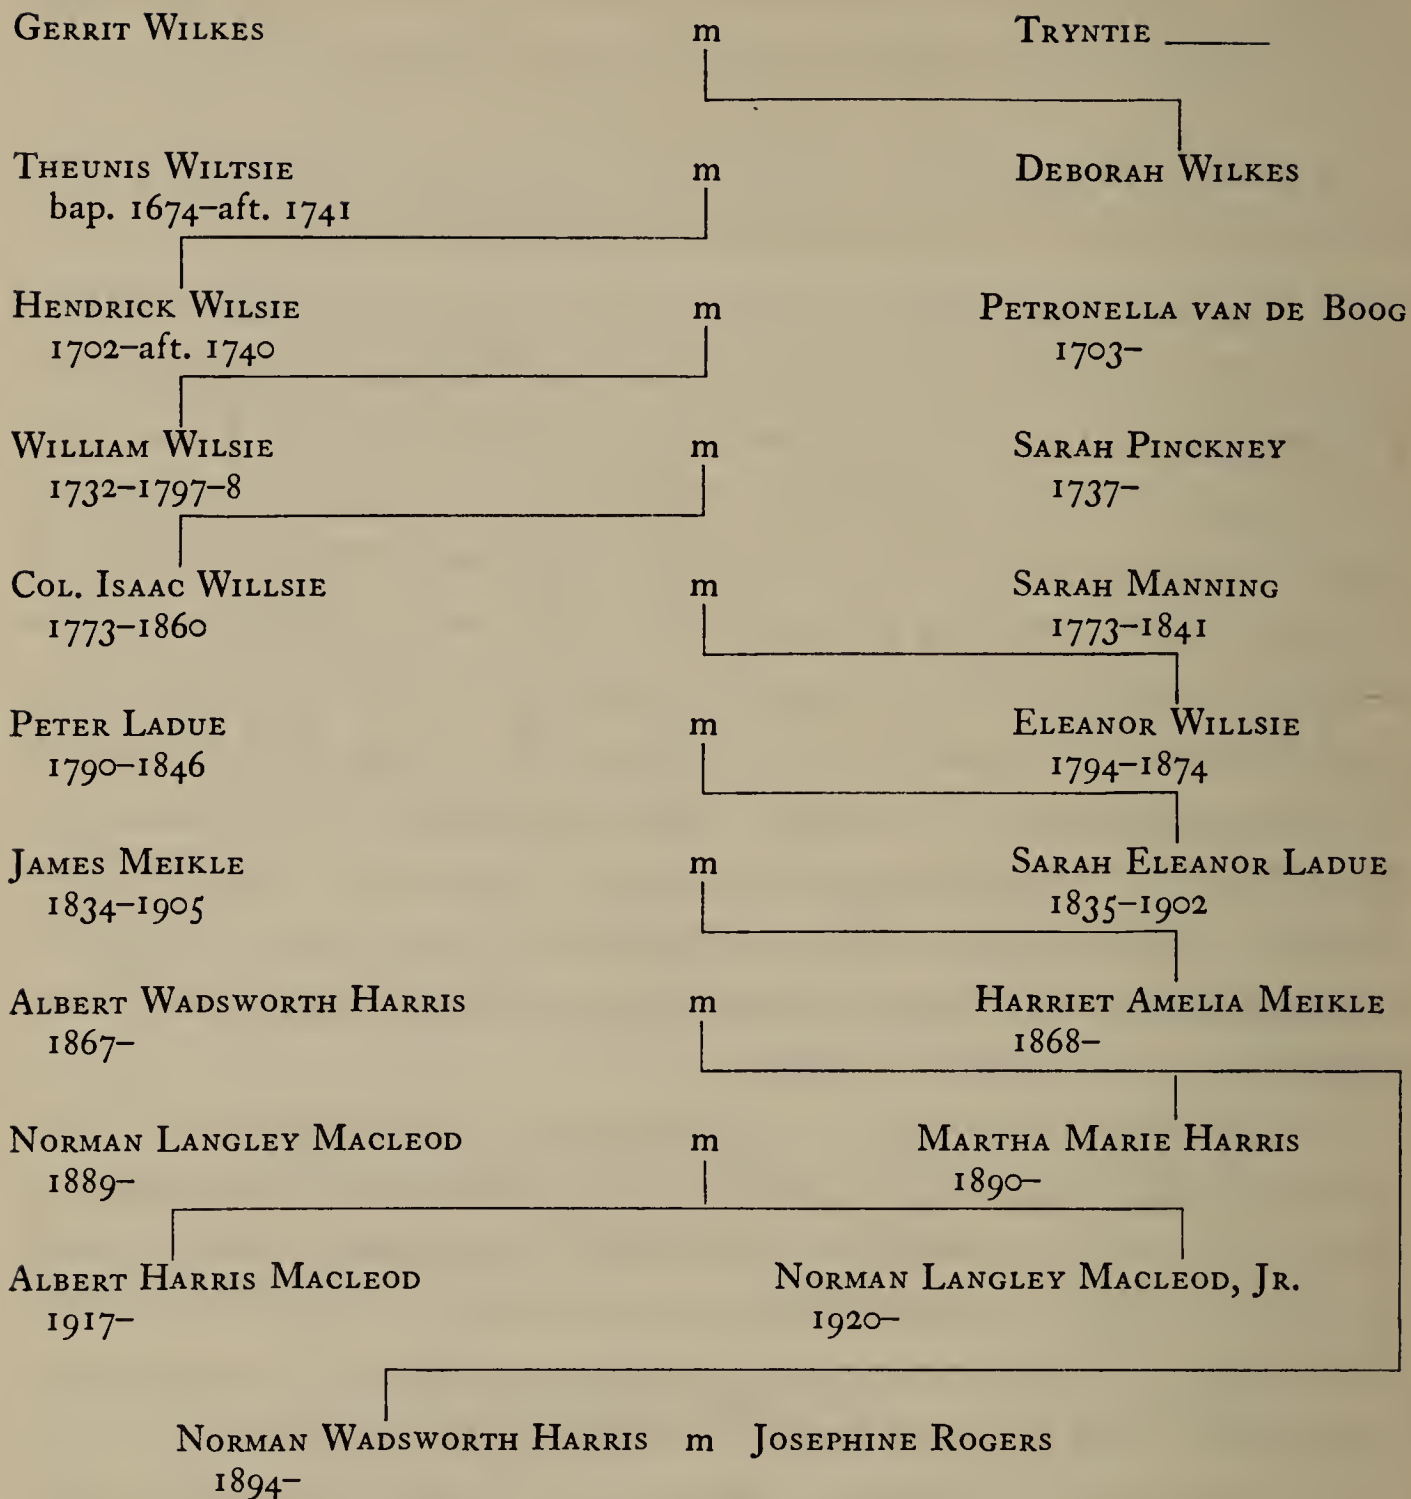 GERRIT WILKES m TRYNTIE ______
THEUNIS WILTSIE m DEBORAH WILKES
bap. 1674–aft. 1741
HENDRICK WILSIE m PETRONELLA VAN DE BOOG
1702–aft. 1740 1703–
WILLIAM WILSIE m SARAH PINCKNEY
1732–1797–8 1737–
COL. ISAAC WILLSIE m SARAH MANNING
1773–1860 1773–1841
PETER LADUE m ELEANOR WILLSIE
1790–1846 1794–1874
JAMES MEIKLE m SARAH ELEANOR LADUE
1834–1905 1835–1902
ALBERT WADSWORTH HARRIS m HARRIET AMELIA MEIKLE
1867– 1868–
NORMAN LANGLEY MACLEOD m MARTHA MARIE HARRIS
1889– 1890–
ALBERT HARRIS MACLEOD NORMAN LANGLEY MACLEOD, JR.
1917– 1920–
NORMAN WADSWORTH HARRIS m JOSEPHINE ROGERS
1894–